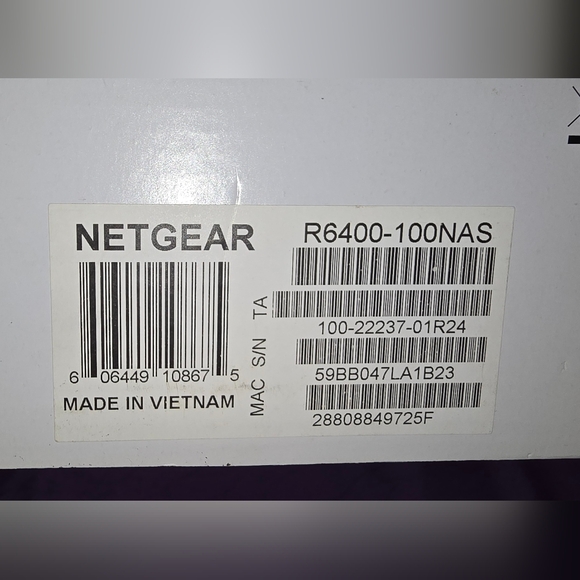 NETGEAR
R6400-100NAS
6 06449 10867 5
MADE IN VIETNAM
TA
100-22237-01R24
S/N
59BB047LA1B23
MAC
28808849725F